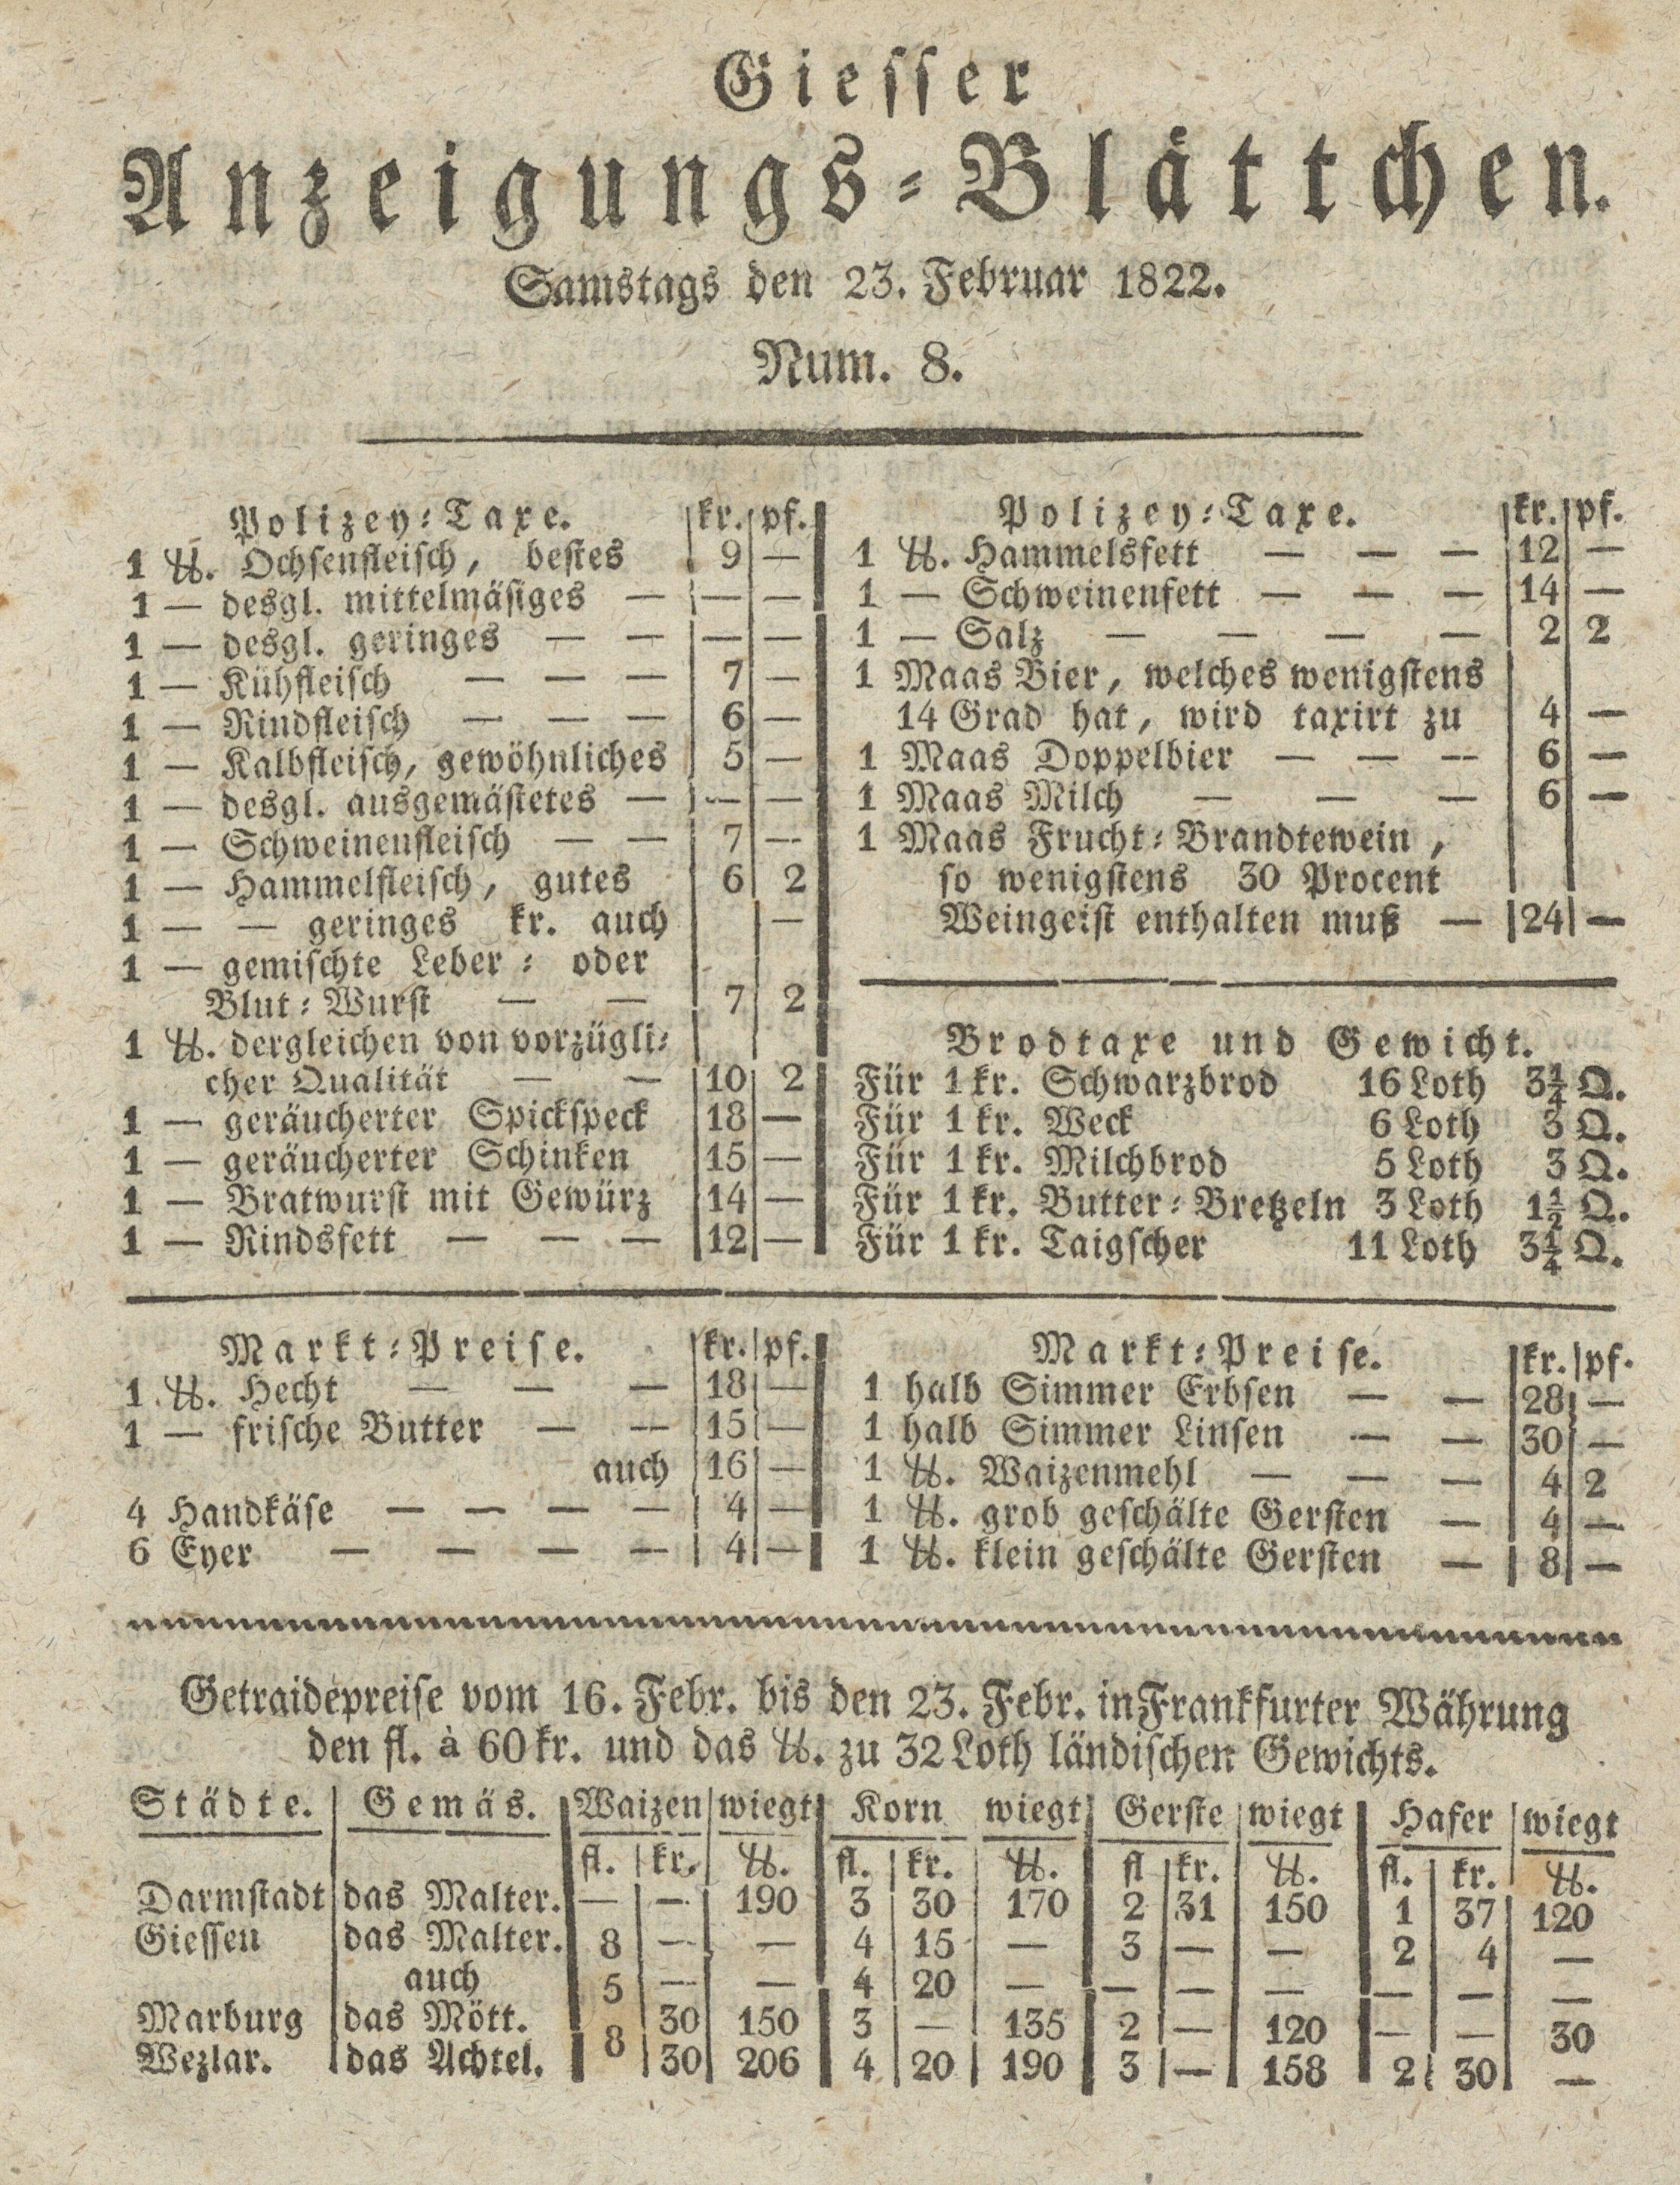 Giesser
Anzeigungs-Blättchen.
Samstags den 23. Februar 1822.
Num. 8.
Polizey-Taxe. kr. pf.
1 ℔. Ochsenfleisch, bestes 9 —
1 — desgl. mittelmäsiges — — —
1 — desgl. geringes — — — —
1 — Kühfleisch — — — 7 —
1 — Rindfleisch — — — 6 —
1 — Kalbfleisch, gewöhnliches 5 —
1 — desgl. ausgemästetes — — —
1 — Schweinenfleisch — — 7 —
1 — Hammelfleisch, gutes 6 2
1 — — geringes kr. auch —
1 — gemischte Leber- oder
Blut-Wurst — — 7 2
1 ℔. dergleichen von vorzügli-
cher Qualität — — 10 2
1 — geräucherter Spickspeck 18 —
1 — geräucherter Schinken 15 —
1 — Bratwurst mit Gewürz 14 —
1 — Rindsfett — — — 12 —
Polizey-Taxe. kr. pf.
1 ℔. Hammelsfett — — — 12 —
1 — Schweinenfett — — — 14 —
1 — Salz — — — — 2 2
1 Maas Bier, welches wenigstens
14 Grad hat, wird taxirt zu 4 —
1 Maas Doppelbier — — — 6 —
1 Maas Milch — — — 6 —
1 Maas Frucht-Brandtewein,
so wenigstens 30 Procent
Weingeist enthalten muß — 24 —
Brodtaxe und Gewicht.
Für 1 kr. Schwarzbrod 16 Loth 3¼ Q.
Für 1 kr. Weck 6 Loth 3 Q.
Für 1 kr. Milchbrod 5 Loth 3 Q.
Für 1 kr. Butter-Bretzeln 3 Loth 1½ Q.
Für 1 kr. Taigscher 11 Loth 3¼ Q.
Markt-Preise. kr. pf.
1 ℔. Hecht — — — 18 —
1 — frische Butter — — 15 —
auch 16 —
4 Handkäse — — — — 4 —
6 Eyer — — — — 4 —
Markt-Preise. kr. pf.
1 halb Simmer Erbsen — — 28 —
1 halb Simmer Linsen — — 30 —
1 ℔. Waizenmehl — — — 4 2
1 ℔. grob geschälte Gersten — 4 —
1 ℔. klein geschälte Gersten — 8 —
Getraidepreise vom 16. Febr. bis den 23. Febr. in Frankfurter Währung
den fl. à 60 kr. und das ℔. zu 32 Loth ländischen Gewichts.
Städte. Gemäs. Waizen wiegt Korn wiegt Gerste wiegt Hafer wiegt
fl. kr. ℔. fl. kr. ℔. fl kr. ℔. fl. kr. ℔.
Darmstadt das Malter. — — 190 3 30 170 2 31 150 1 37 120
Giessen das Malter. 8 — — 4 15 — 3 — — 2 4 —
auch 5 — — 4 20 — — — — — — —
Marburg das Mött. 30 150 3 — 135 2 — 120 — — 30
Wezlar. das Achtel. 8 30 206 4 20 190 3 — 158 2 30 —